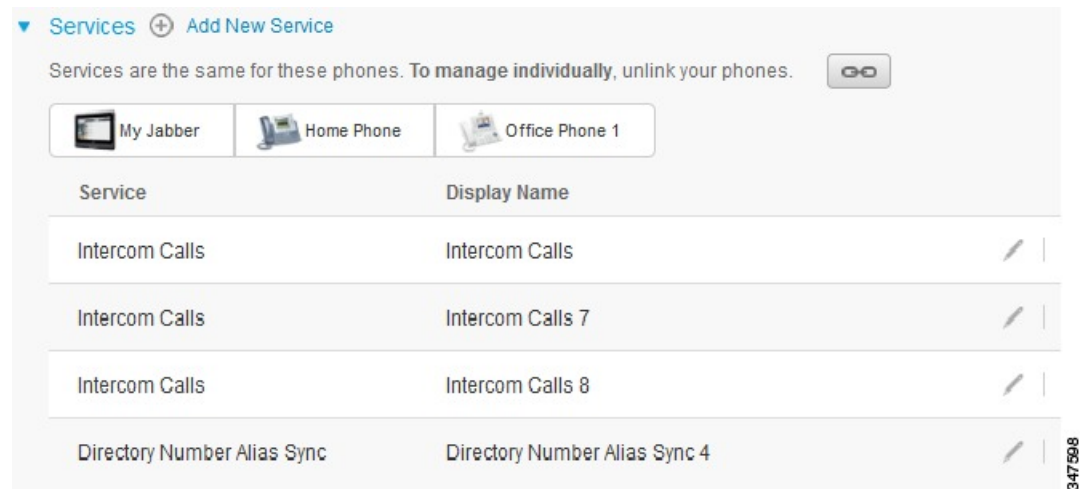 Services Add New Service
Services are the same for these phones. To manage individually, unlink your phones.
My Jabber Home Phone Office Phone 1
Service Display Name
Intercom Calls Intercom Calls
Intercom Calls Intercom Calls 7
Intercom Calls Intercom Calls 8
Directory Number Alias Sync Directory Number Alias Sync 4
347598